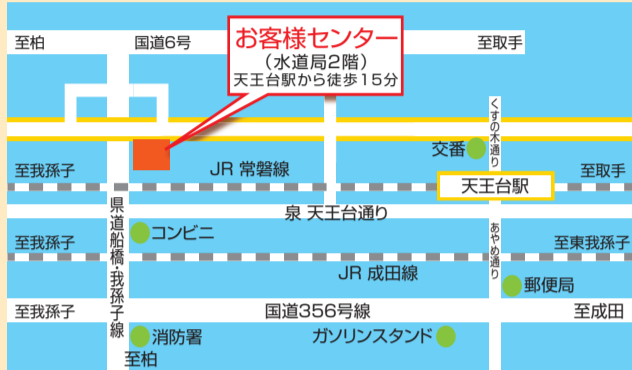 至柏
国道6号
お客様センター
(水道局2階)
天王台駅から徒歩15分
至取手
くすの木通り
交番
至我孫子
JR 常磐線
天王台駅
至取手
泉 天王台通り
県道船橋・我孫子線
コンビニ
あやめ通り
至我孫子
至東我孫子
JR 成田線
郵便局
至我孫子
国道356号線
至成田
消防署
ガソリンスタンド
至柏